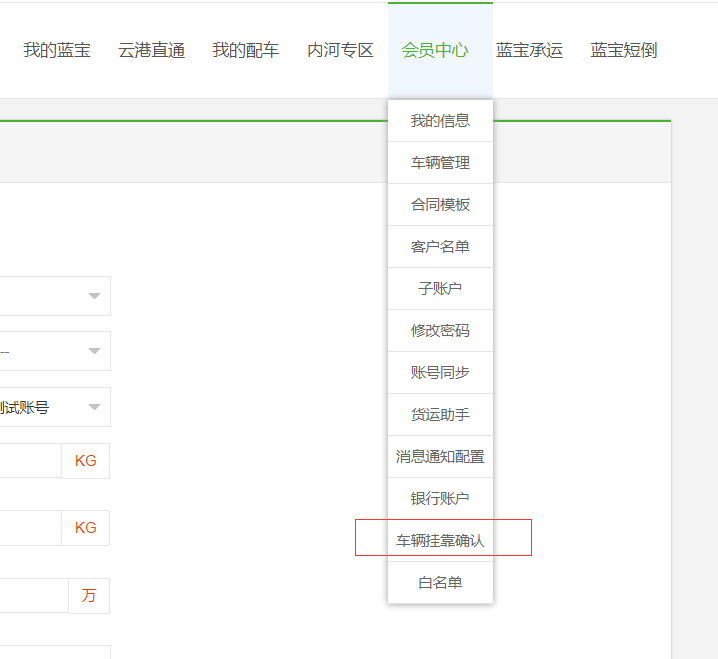 我的蓝宝 云港直通 我的配车 内河专区 会员中心 蓝宝承运 蓝宝短倒
我的信息
车辆管理
合同模板
客户名单
子账户
修改密码
账号同步
货运助手
消息通知配置
银行账户
车辆挂靠确认
白名单
--
试账号
KG
KG
万